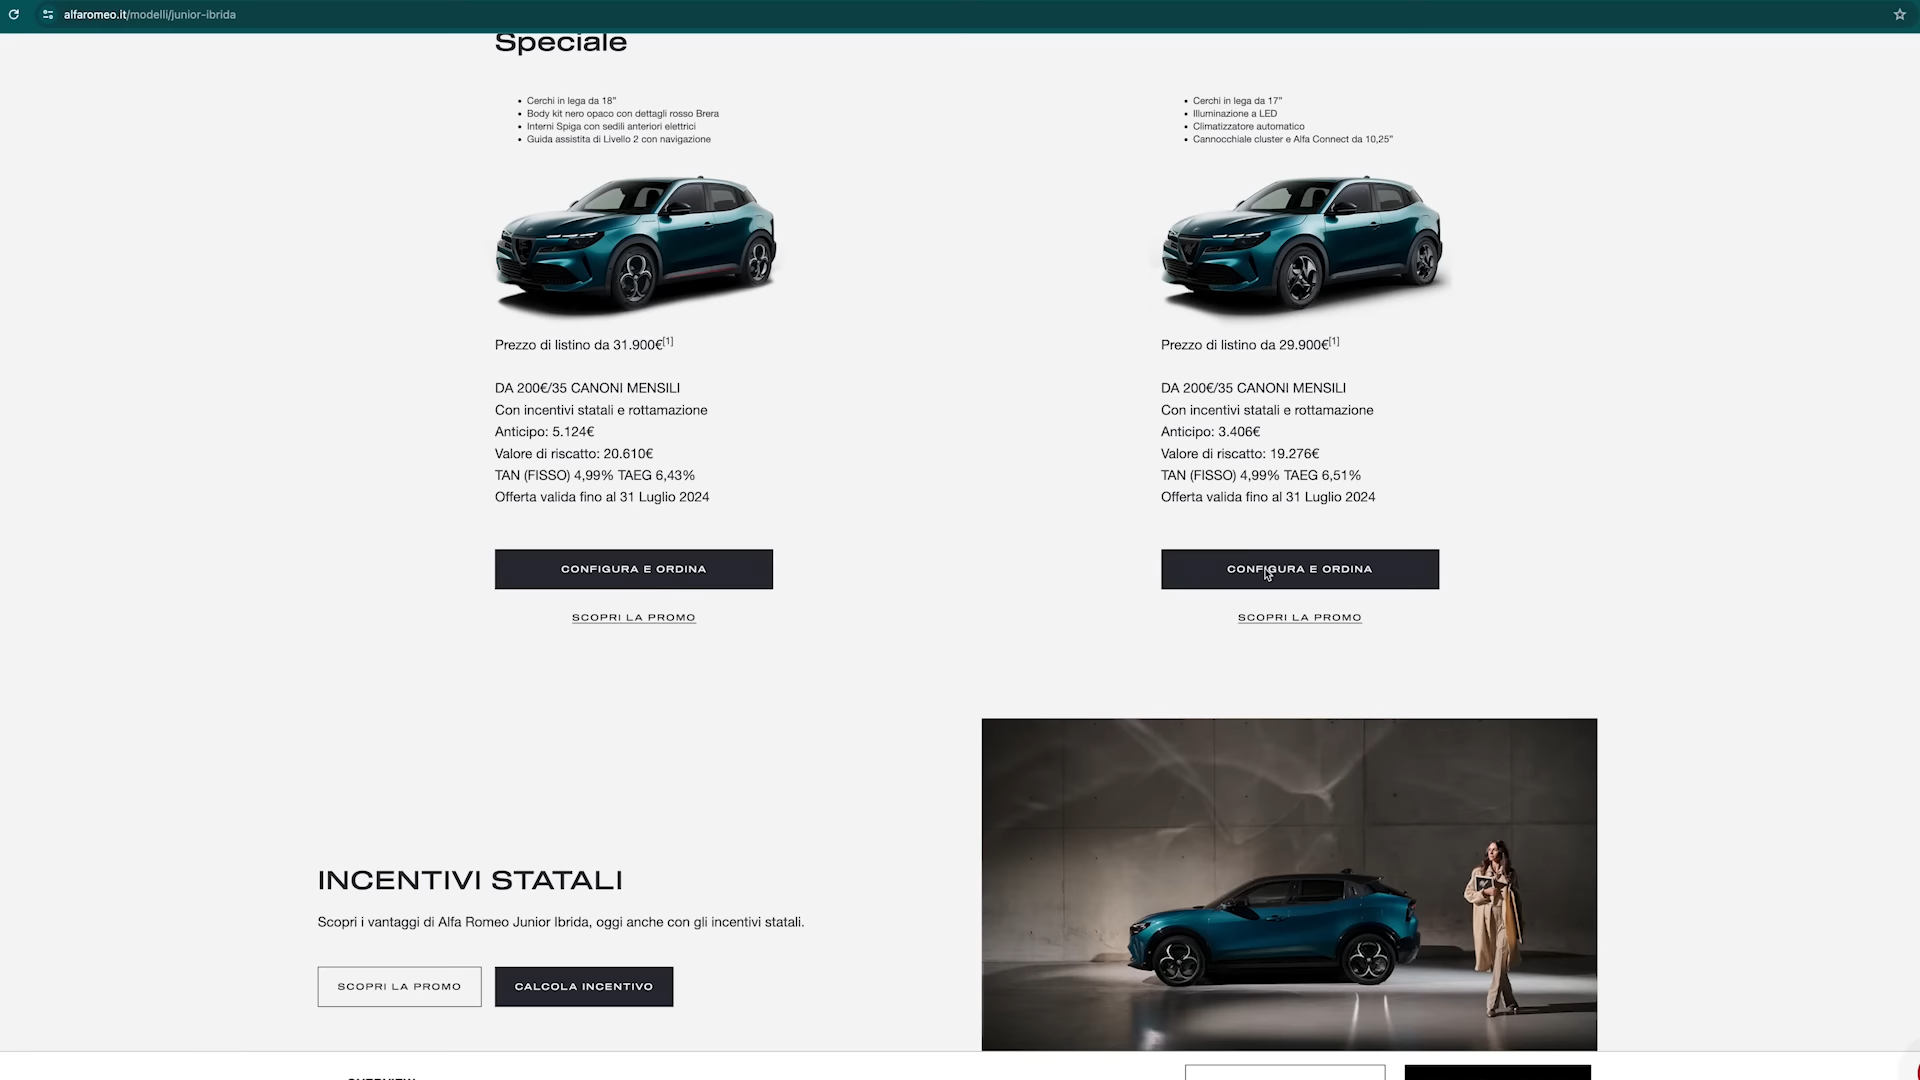 alfaromeo.it/modelli/junior-ibrida
Speciale
Cerchi in lega da 18”
Body kit nero opaco con dettagli rosso Brera
Interni Spiga con sedili anteriori elettrici
Guida assistita di Livello 2 con navigazione
Prezzo di listino da 31.900€[1]
DA 200€/35 CANONI MENSILI
Con incentivi statali e rottamazione
Anticipo: 5.124€
Valore di riscatto: 20.610€
TAN (FISSO) 4,99% TAEG 6,43%
Offerta valida fino al 31 Luglio 2024
CONFIGURA E ORDINA
SCOPRI LA PROMO
Cerchi in lega da 17”
Illuminazione a LED
Climatizzatore automatico
Cannocchiale cluster e Alfa Connect da 10,25”
Prezzo di listino da 29.900€[1]
DA 200€/35 CANONI MENSILI
Con incentivi statali e rottamazione
Anticipo: 3.406€
Valore di riscatto: 19.276€
TAN (FISSO) 4,99% TAEG 6,51%
Offerta valida fino al 31 Luglio 2024
CONFIGURA E ORDINA
SCOPRI LA PROMO
INCENTIVI STATALI
Scopri i vantaggi di Alfa Romeo Junior Ibrida, oggi anche con gli incentivi statali.
SCOPRI LA PROMO
CALCOLA INCENTIVO
OVERVIEW